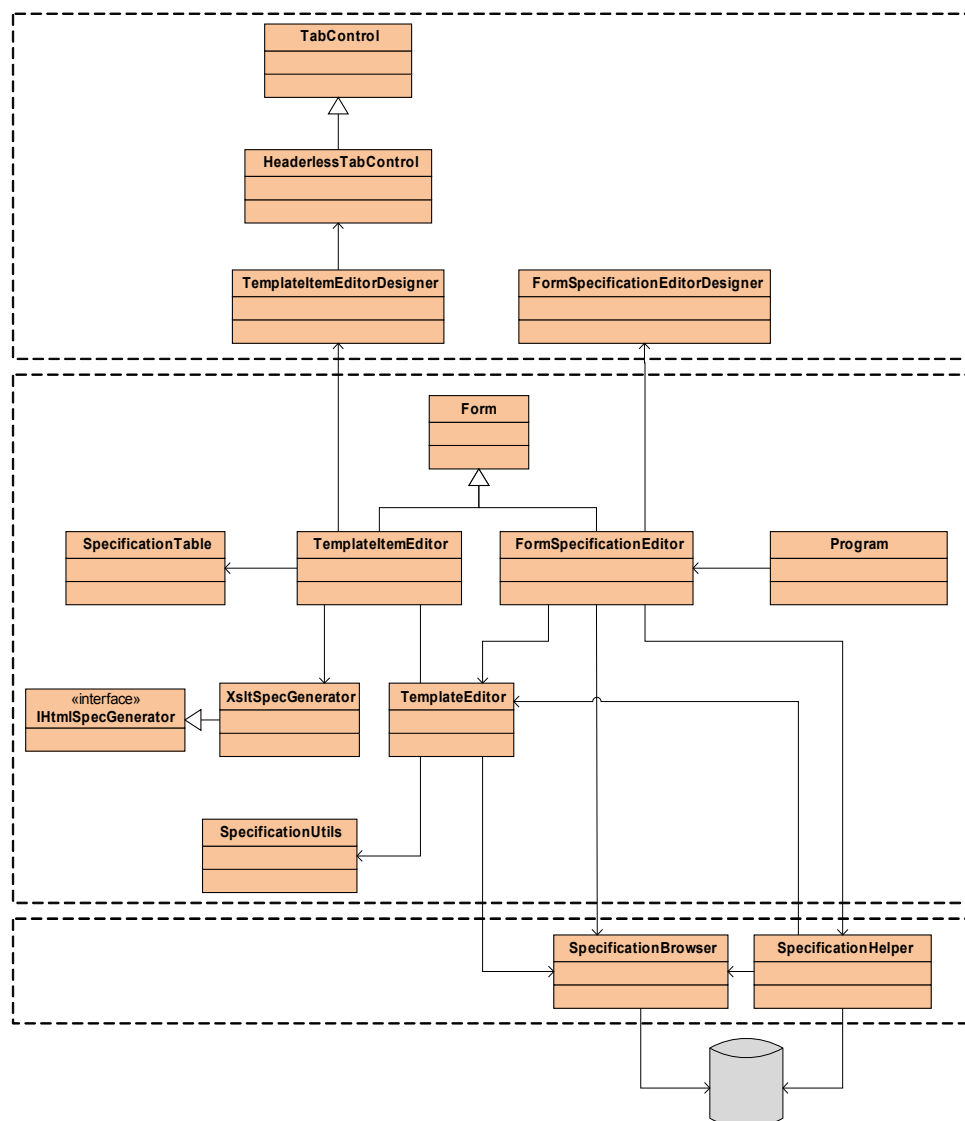 TabControl
HeaderlessTabControl
TemplateItemEditorDesigner
FormSpecificationEditorDesigner
Form
SpecificationTable
TemplateItemEditor
FormSpecificationEditor
Program
«interface»
IHtmlSpecGenerator
XsltSpecGenerator
TemplateEditor
SpecificationUtils
SpecificationBrowser
SpecificationHelper